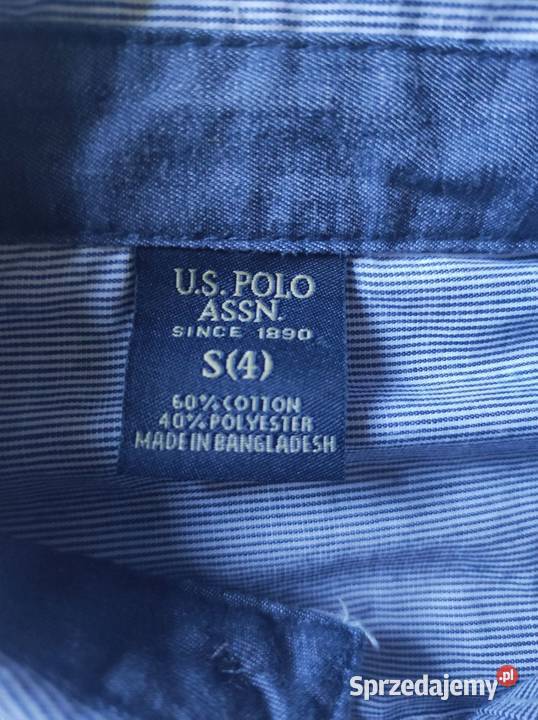 U.S. POLO
ASSN.
SINCE 1890
S(4)
60% COTTON
40% POLYESTER
MADE IN BANGLADESH
Sprzedajemy.pl